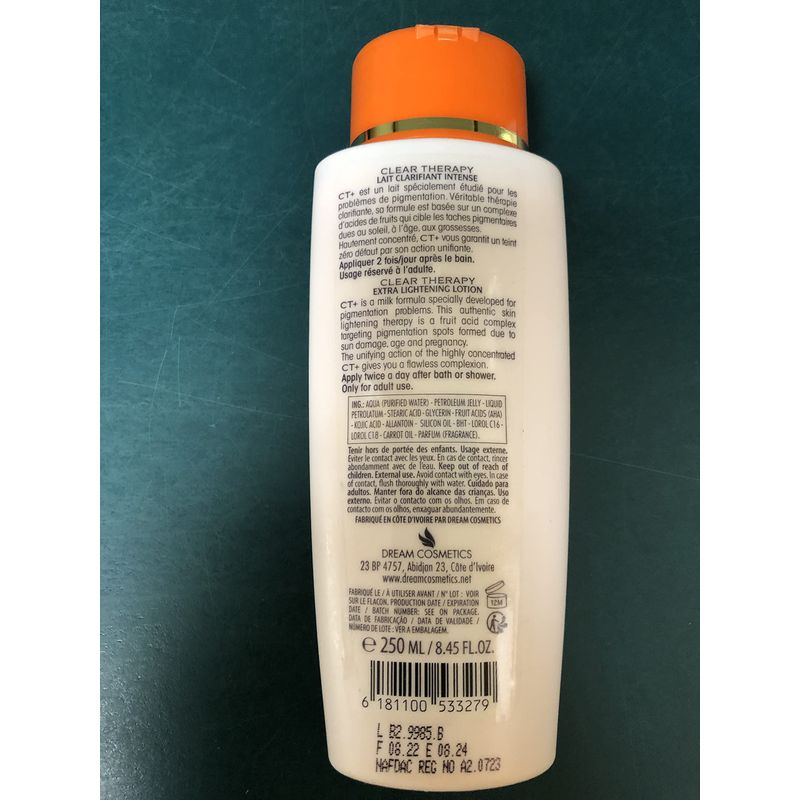 CLEAR THERAPY
LAIT CLARIFIANT INTENSE
CT+ est un lait spécialement étudié pour les
problèmes de pigmentation. Véritable thérapie
clarifiante, sa formule est basée sur un complexe
d'acides de fruits qui cible les taches pigmentaires
dues au soleil, à l'âge, aux grossesses.
Hautement concentré, CT+ vous garantit un teint
zéro défaut par son action unifiante.
Appliquer 2 fois/jour après le bain.
Usage réservé à l'adulte.
CLEAR THERAPY
EXTRA LIGHTENING LOTION
CT+ is a milk formula specially developed for
pigmentation problems. This authentic skin
lightening therapy is a fruit acid complex
targeting pigmentation spots formed due to
sun damage, age and pregnancy.
The unifying action of the highly concentrated
CT+ gives you a flawless complexion.
Apply twice a day after bath or shower.
Only for adult use.
ING.: AQUA (PURIFIED WATER) - PETROLEUM JELLY - LIQUID
PETROLATUM - STEARIC ACID - GLYCERIN - FRUIT ACIDS (AHA)
- KOJIC ACID - ALLANTOIN - SILICON OIL - BHT - LOROL C16 -
LOROL C18 - CARROT OIL - PARFUM (FRAGRANCE).
Tenir hors de portée des enfants. Usage externe.
Eviter le contact avec les yeux. En cas de contact, rincer
abondamment avec de l'eau. Keep out of reach of
children. External use. Avoid contact with eyes. In case
of contact, flush thoroughly with water. Cuidado para
adultos. Manter fora do alcance das crianças. Uso
externo. Evitar o contacto com os olhos. Em caso de
contacto com os olhos, enxaguar abundantemente.
FABRIQUÉ EN CÔTE D'IVOIRE PAR DREAM COSMETICS
DREAM COSMETICS
23 BP 4757, Abidjan 23, Côte d'Ivoire
www.dreamcosmetics.net
FABRIQUÉ LE / À UTILISER AVANT / N° LOT : VOIR
SUR LE FLACON. PRODUCTION DATE / EXPIRATION
DATE / BATCH NUMBER: SEE ON PACKAGE.
DATA DE FABRICAÇÃO / DATA DE VALIDADE /
NÚMERO DE LOTE : VER A EMBALAGEM.
12M
e 250 ML / 8.45 FL.OZ.
6 181100 533279
L B2.9985.B
F 08.22 E 08.24
NAFDAC REG NO A2.0723